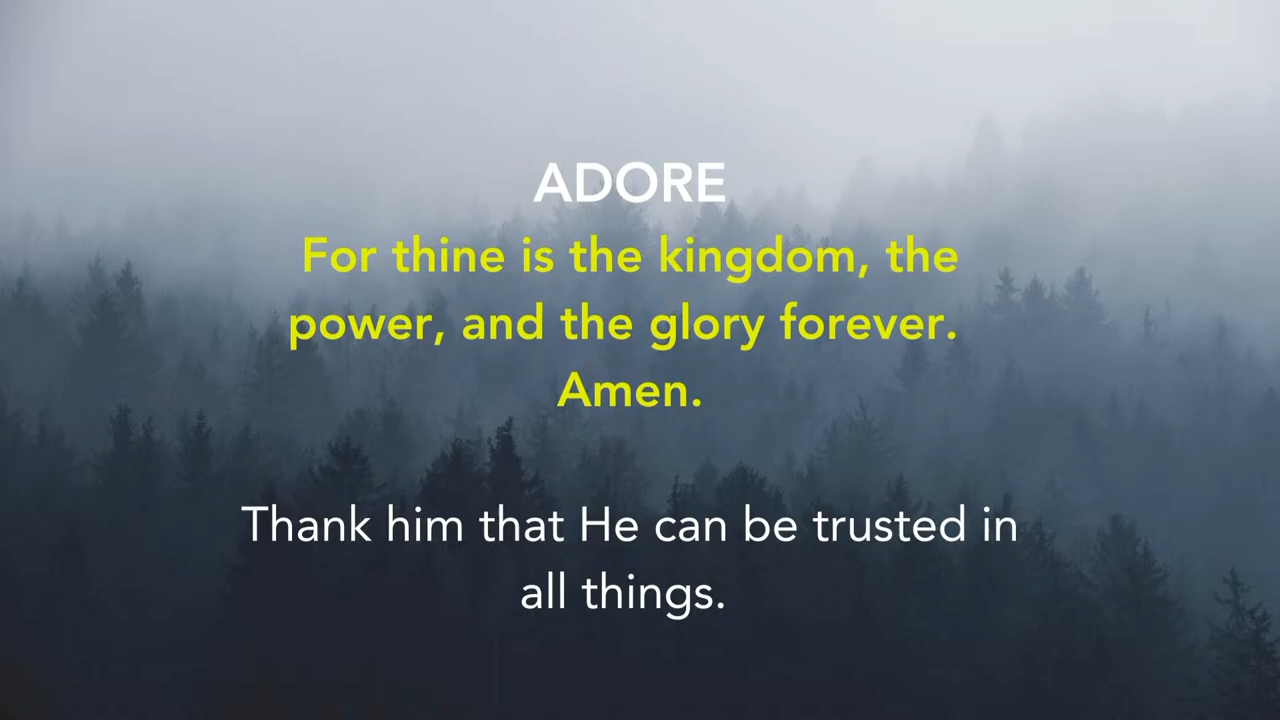 ADORE
For thine is the kingdom, the
power, and the glory forever.
Amen.
Thank him that He can be trusted in
all things.